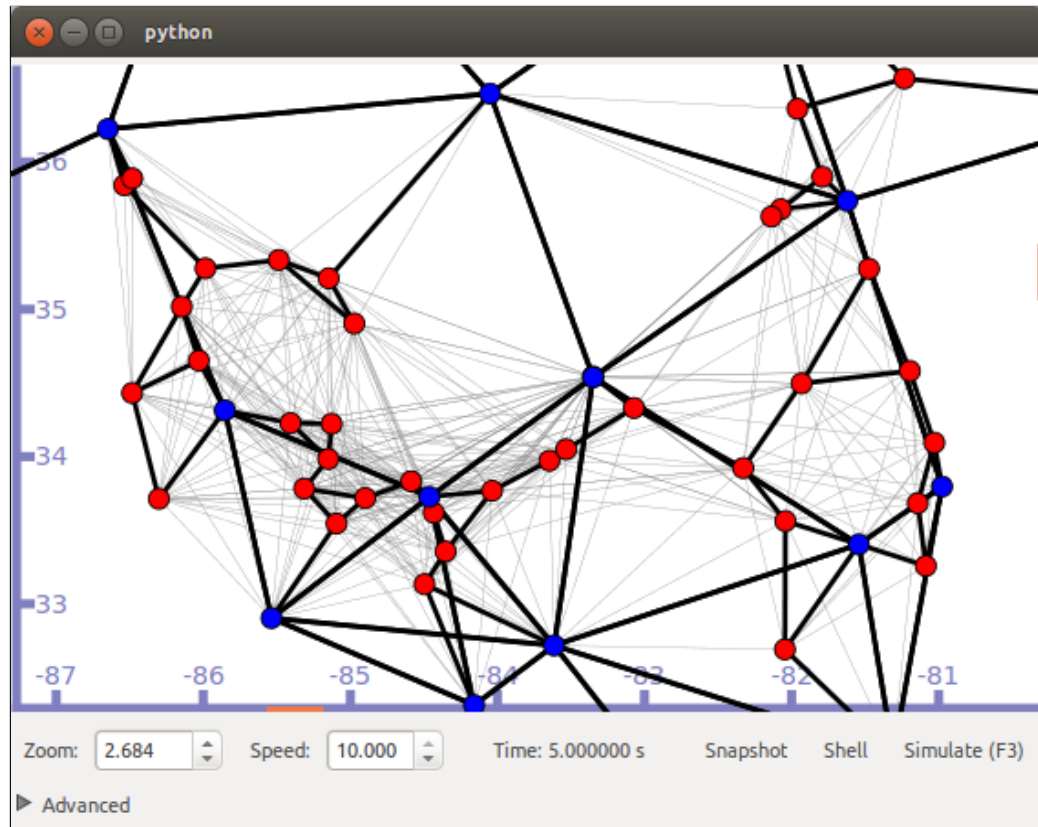 python
36
35
34
33
-87 -86 -85 -84 -83 -82 -81
Zoom: 2.684 Speed: 10.000 Time: 5.000000 s Snapshot Shell Simulate (F3)
Advanced